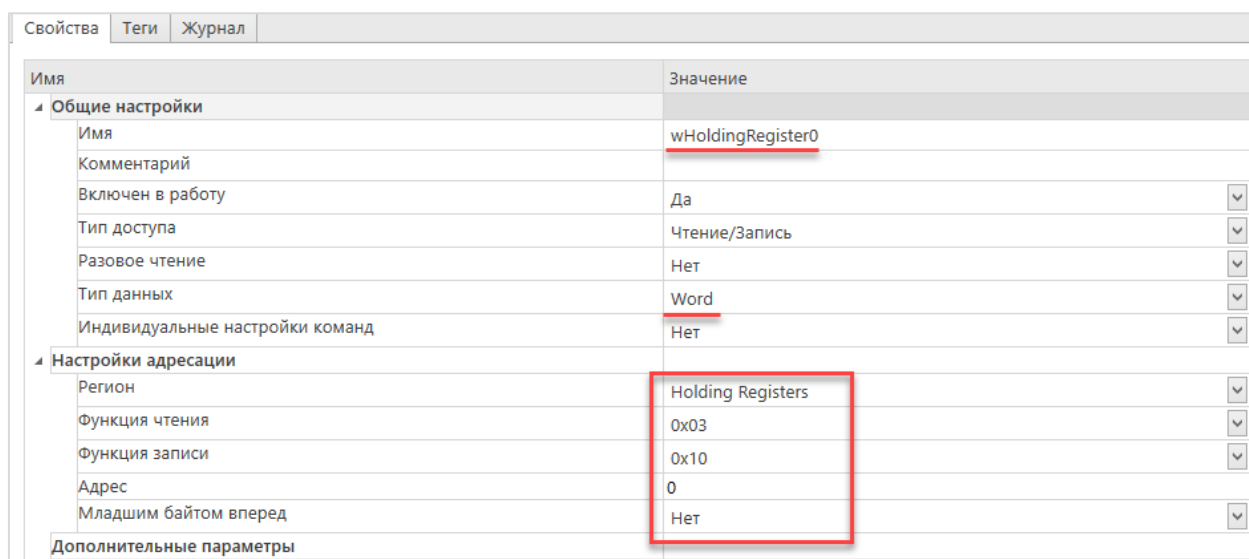 Свойства Теги Журнал
Имя Значение
Общие настройки
Имя wHoldingRegister0
Комментарий
Включен в работу Да
Тип доступа Чтение/Запись
Разовое чтение Нет
Тип данных Word
Индивидуальные настройки команд Нет
Настройки адресации
Регион Holding Registers
Функция чтения 0x03
Функция записи 0x10
Адрес 0
Младшим байтом вперед Нет
Дополнительные параметры